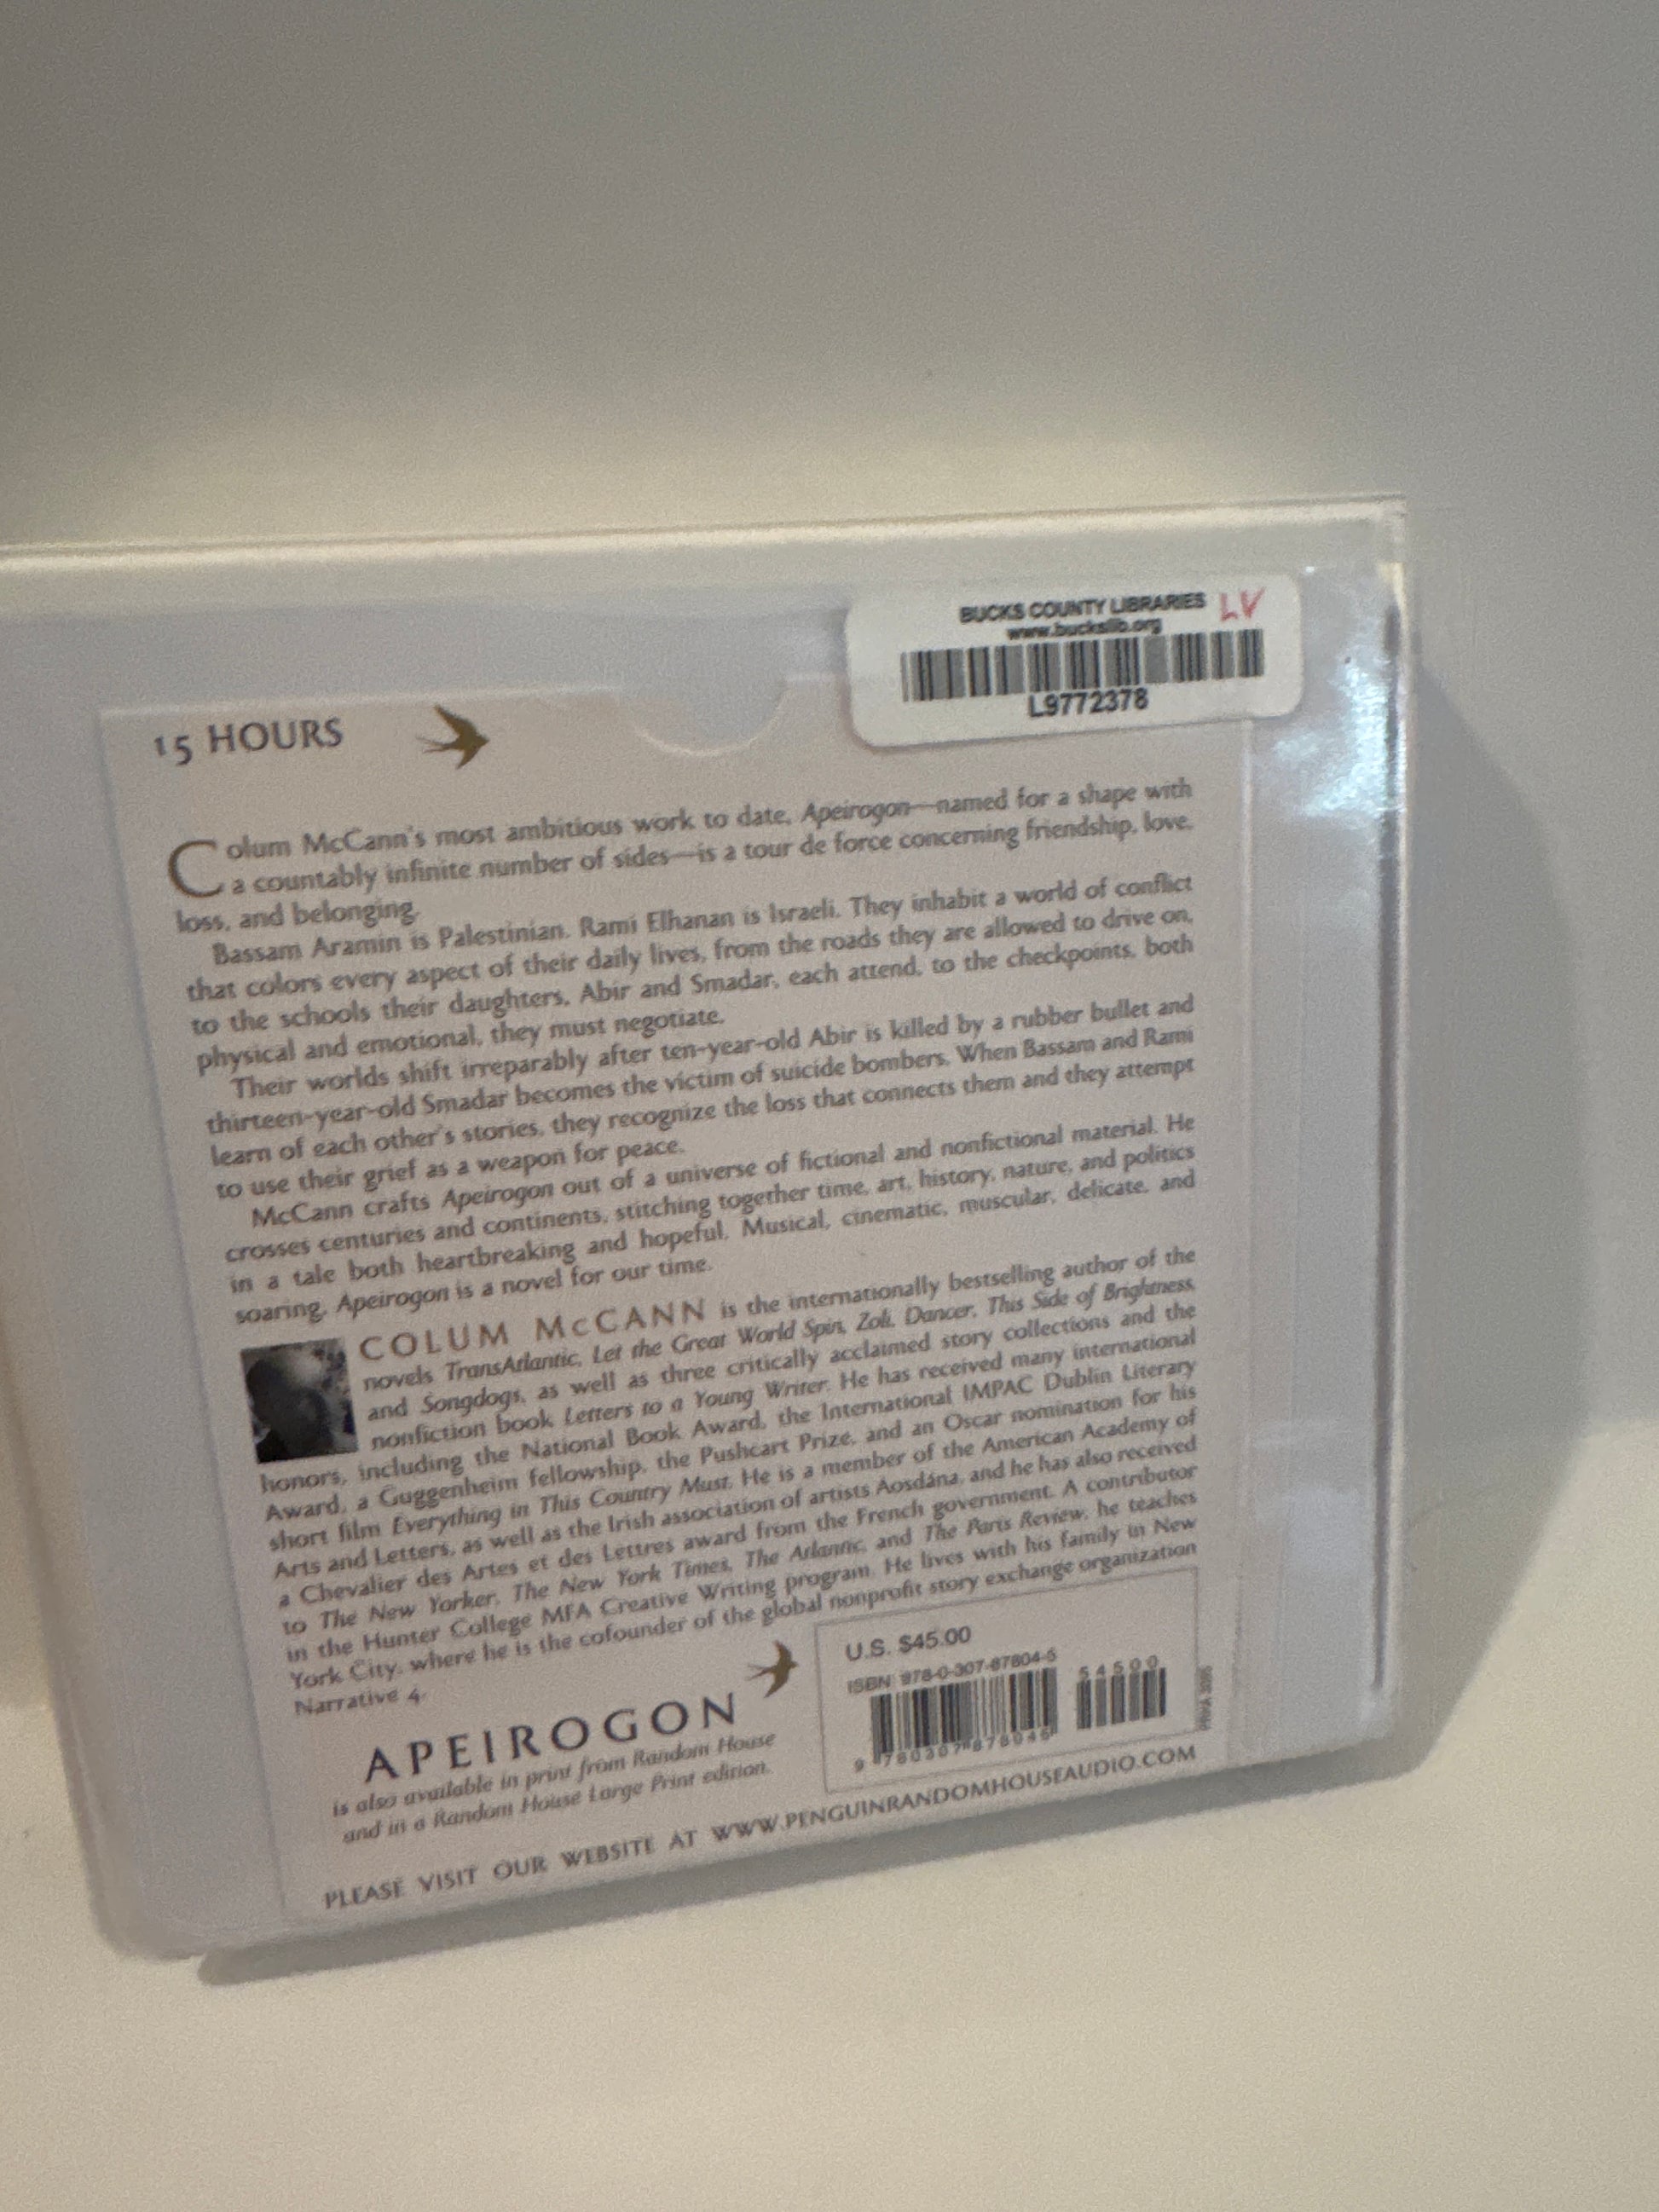 BUCKS COUNTY LIBRARIES LV
www.buckslib.org
L9772378
15 HOURS
Colum McCann's most ambitious work to date, Apeirogon—named for a shape with
a countably infinite number of sides—is a tour de force concerning friendship, love,
loss, and belonging.
Bassam Aramin is Palestinian. Rami Elhanan is Israeli. They inhabit a world of conflict
that colors every aspect of their daily lives, from the roads they are allowed to drive on,
to the schools their daughters, Abir and Smadar, each attend, to the checkpoints, both
physical and emotional, they must negotiate.
Their worlds shift irreparably after ten-year-old Abir is killed by a rubber bullet and
thirteen-year-old Smadar becomes the victim of suicide bombers. When Bassam and Rami
learn of each other's stories, they recognize the loss that connects them and they attempt
to use their grief as a weapon for peace.
McCann crafts Apeirogon out of a universe of fictional and nonfictional material. He
crosses centuries and continents, stitching together time, art, history, nature, and politics
in a tale both heartbreaking and hopeful. Musical, cinematic, muscular, delicate, and
soaring, Apeirogon is a novel for our time.
COLUM McCANN is the internationally bestselling author of the
novels TransAtlantic, Let the Great World Spin, Zoli, Dancer, This Side of Brightness,
and Songdogs, as well as three critically acclaimed story collections and the
nonfiction book Letters to a Young Writer. He has received many international
honors, including the National Book Award, the International IMPAC Dublin Literary
Award, a Guggenheim fellowship, the Pushcart Prize, and an Oscar nomination for his
short film Everything in This Country Must. He is a member of the American Academy of
Arts and Letters, as well as the Irish association of artists Aosdána, and he has also received
a Chevalier des Artes et des Lettres award from the French government. A contributor
to The New Yorker, The New York Times, The Atlantic, and The Paris Review, he teaches
in the Hunter College MFA Creative Writing program. He lives with his family in New
York City, where he is the cofounder of the global nonprofit story exchange organization
Narrative 4.
APEIROGON
is also available in print from Random House
and in a Random House Large Print edition.
U.S. $45.00
ISBN 978-0-307-87804-5
54500
9 780307 878045
PLEASE VISIT OUR WEBSITE AT WWW.PENGUINRANDOMHOUSEAUDIO.COM